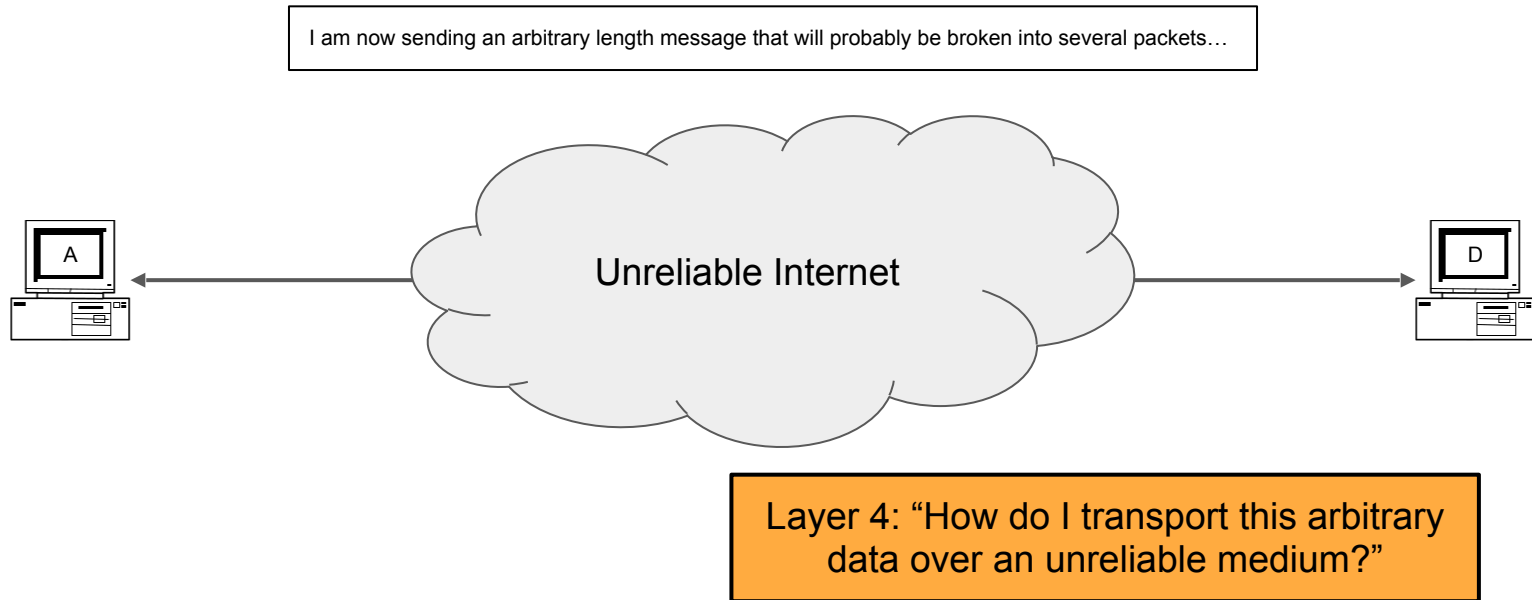 I am now sending an arbitrary length message that will probably be broken into several packets…
A
Unreliable Internet
D
Layer 4: “How do I transport this arbitrary
data over an unreliable medium?”